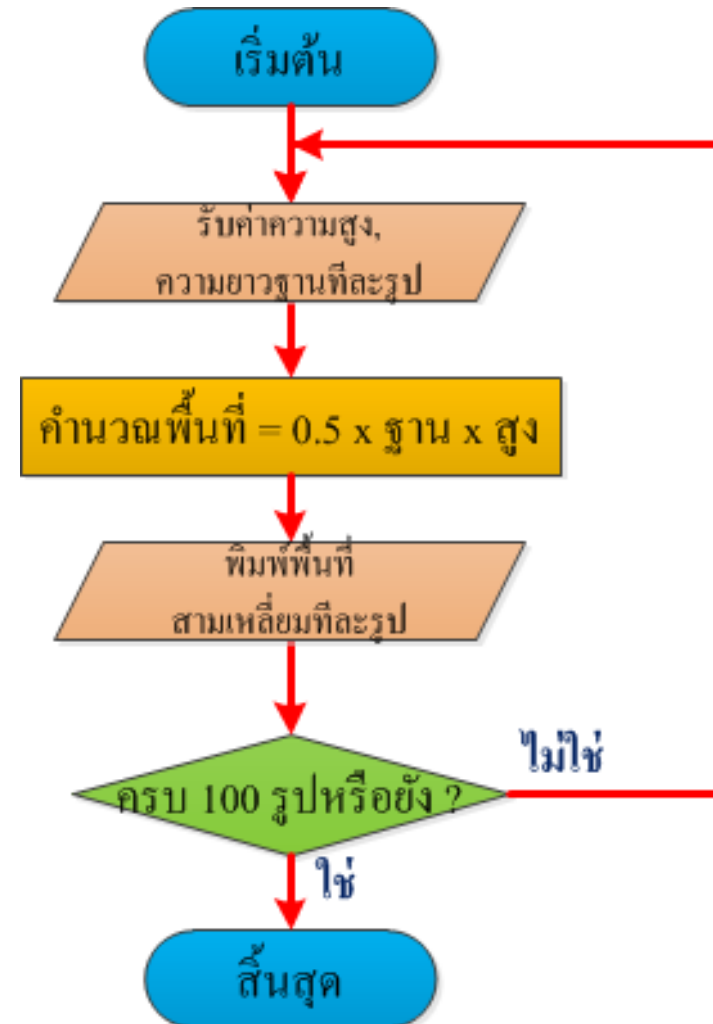 เริ่มต้น
รับค่าความสูง,
ความยาวฐานทีละรูป
คำนวณพื้นที่ = 0.5 x ฐาน x สูง
พิมพ์พื้นที่
สามเหลี่ยมทีละรูป
ไม่ใช่
ครบ 100 รูปหรือยัง ?
ใช่
สิ้นสุด